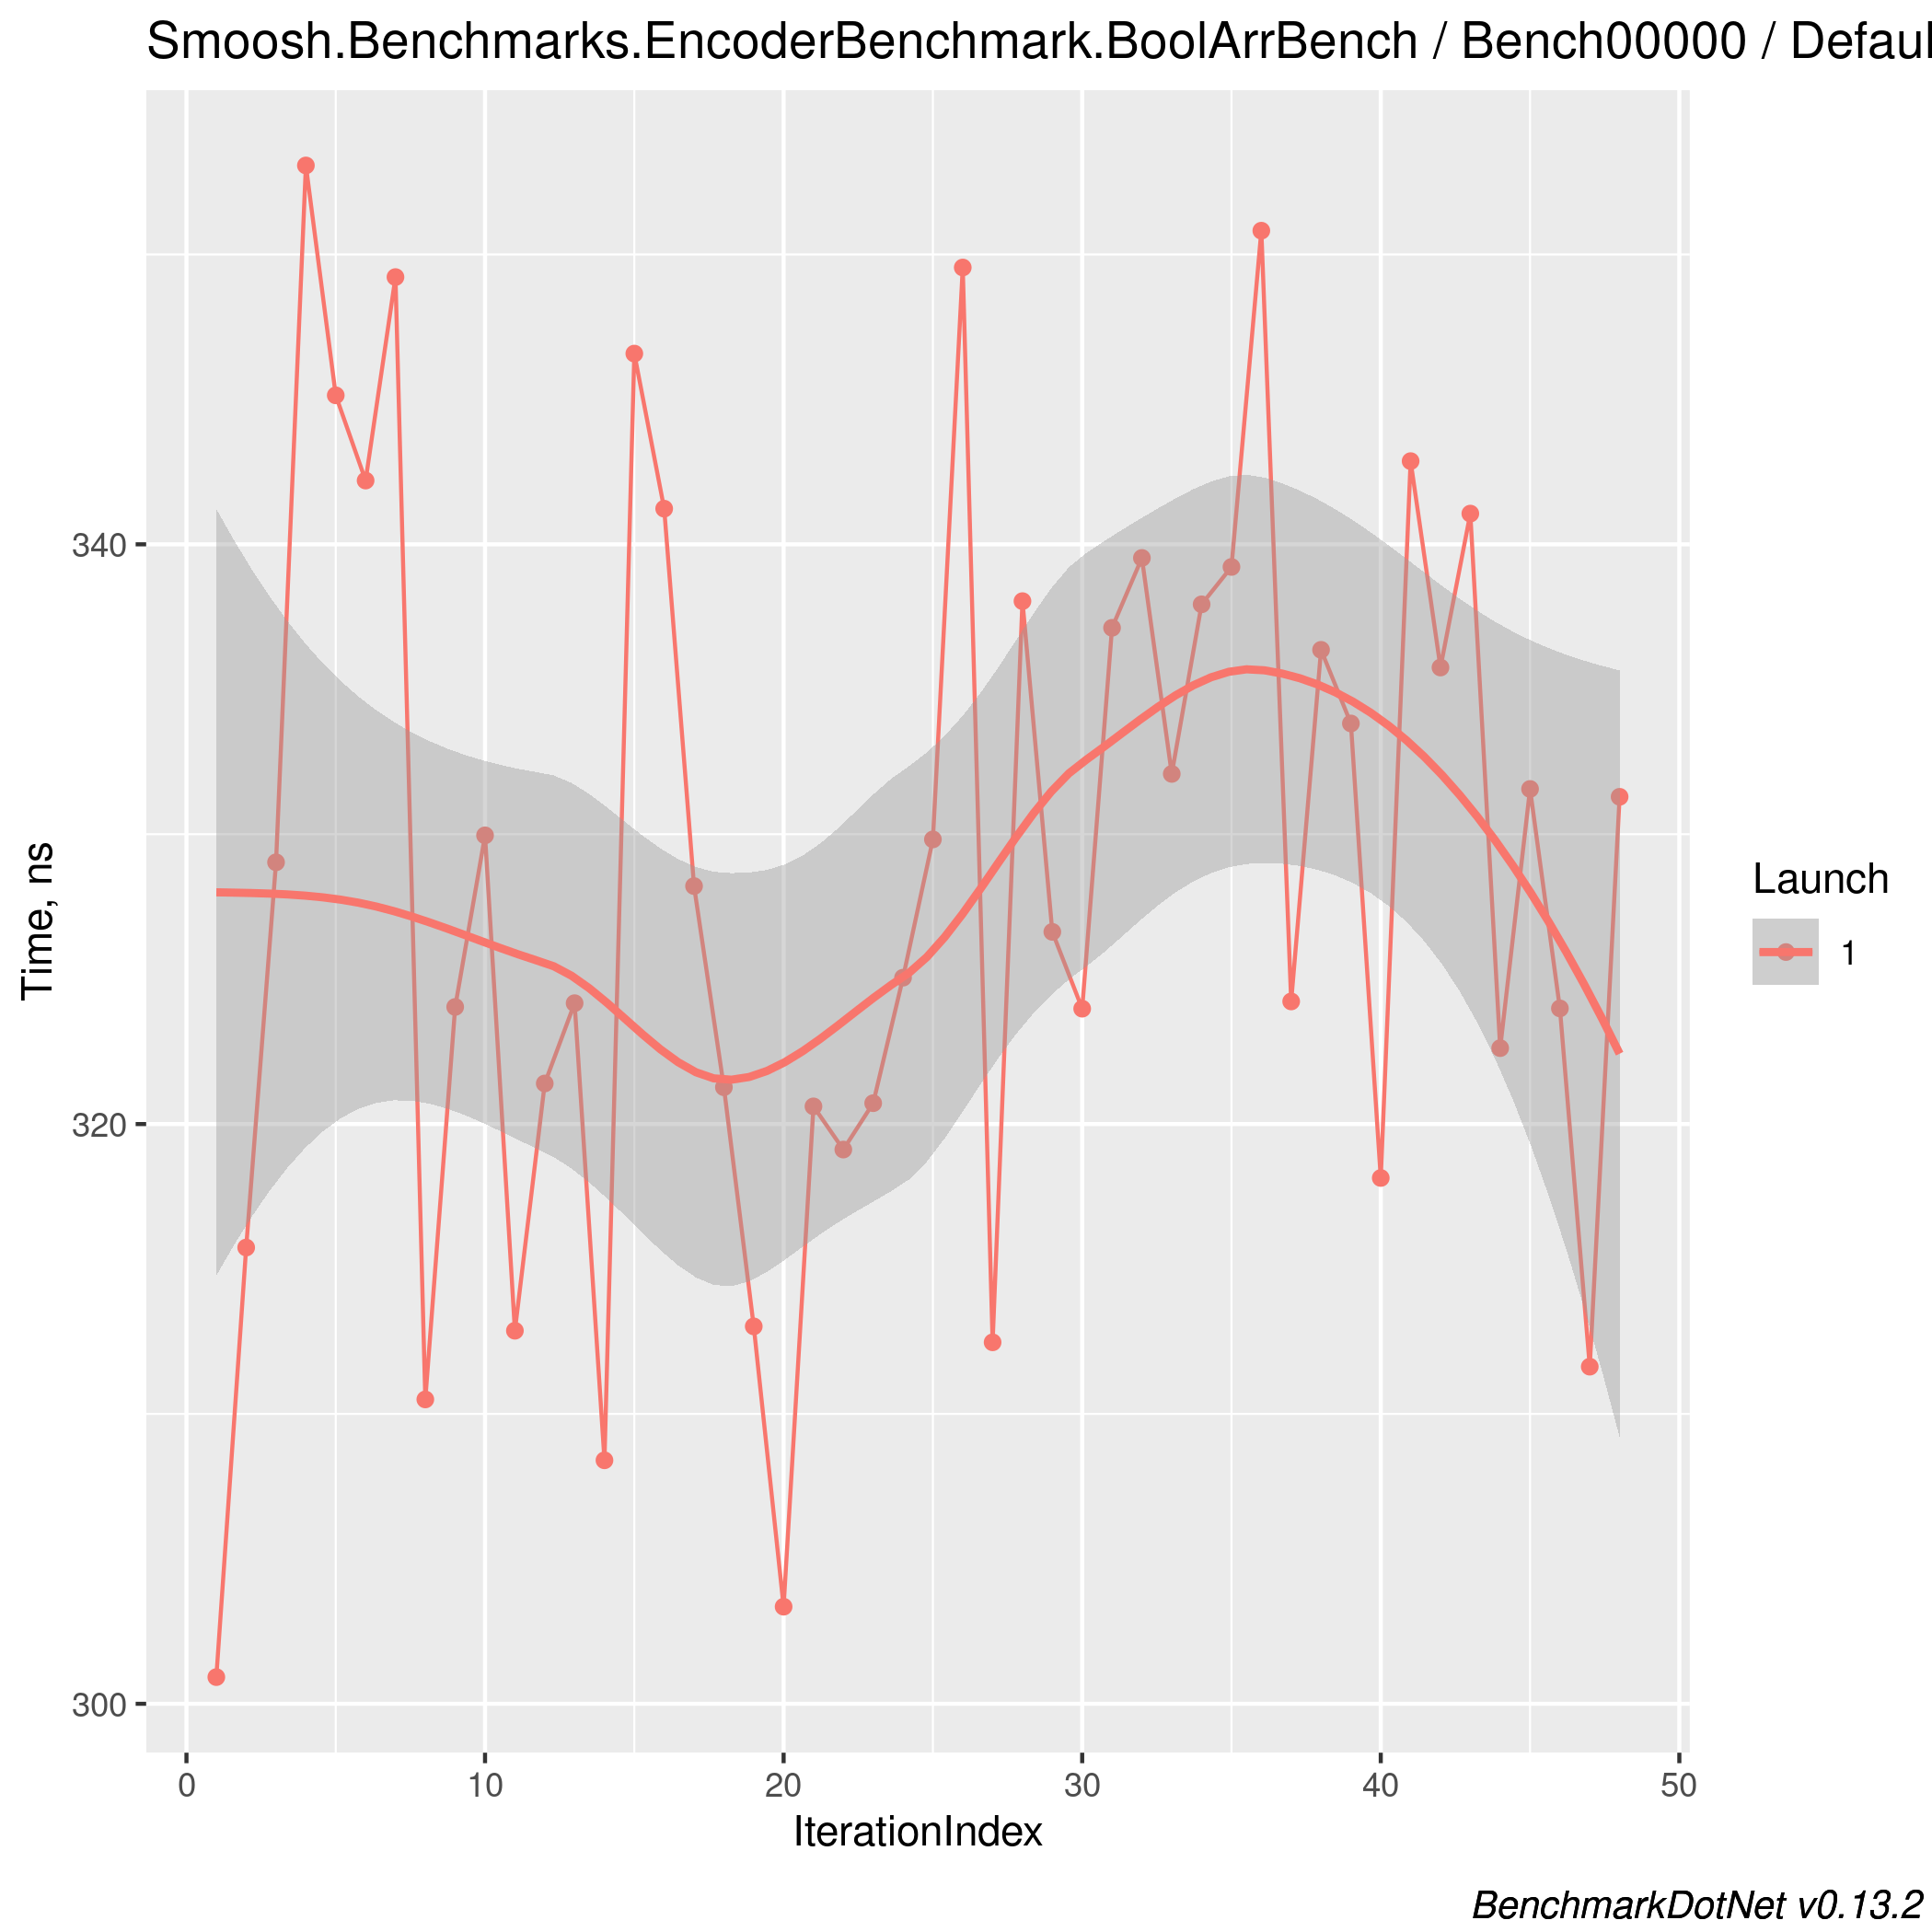 Smoosh.Benchmarks.EncoderBenchmark.BoolArrBench / Bench00000 / Defaul
340
320
300
Time, ns
0 10 20 30 40 50
IterationIndex
Launch
1
BenchmarkDotNet v0.13.2